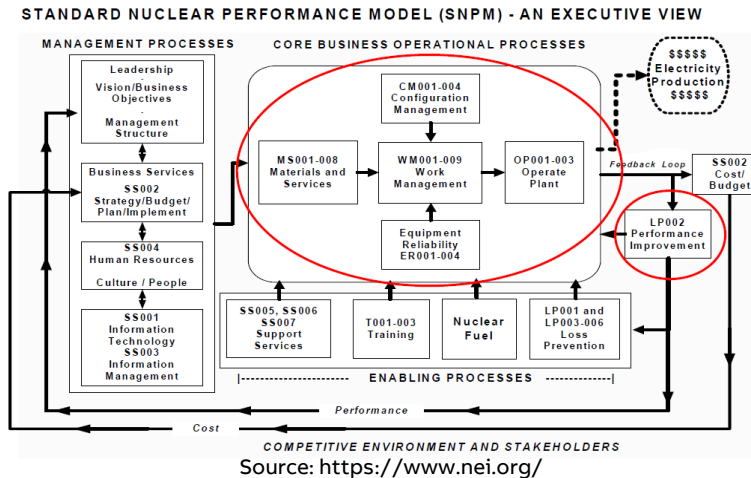 STANDARD NUCLEAR PERFORMANCE MODEL (SNPM) - AN EXECUTIVE VIEW
MANAGEMENT PROCESSES
Leadership
-
Vision/Business
Objectives
-
Management
Structure
Business Services
SS002
Strategy/Budget/
Plan/Implement
SS004
Human Resources
Culture / People
SS001
Information
Technology
SS003
Information
Management
CORE BUSINESS OPERATIONAL PROCESSES
CM001-004
Configuration
Management
MS001-008
Materials and
Services
WM001-009
Work
Management
OP001-003
Operate
Plant
Equipment
Reliability
ER001-004
$$$$$
Electricity
Production
$$$$$
Feedback Loop
SS002
Cost/
Budget
LP002
Performance
Improvement
SS005, SS006
SS007
Support
Services
T001-003
Training
Nuclear
Fuel
LP001 and
LP003-006
Loss
Prevention
|---------------------- ENABLING PROCESSES -------------|
Performance
Cost
COMPETITIVE ENVIRONMENT AND STAKEHOLDERS
Source: https://www.nei.org/